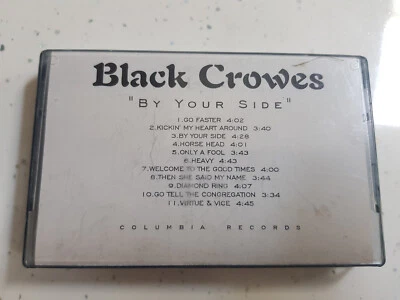 Black Crowes
"By Your Side"
1. GO FASTER 4:02
2. KICKIN' MY HEART AROUND 3:40
3. BY YOUR SIDE 4:28
4. HORSE HEAD 4:01
5. ONLY A FOOL 3:43
6. HEAVY 4:43
7. WELCOME TO THE GOOD TIMES 4:00
8. THEN SHE SAID MY NAME 3:44
9. DIAMOND RING 4:07
10. GO TELL THE CONGREGATION 3:34
11. VIRTUE & VICE 4:45
COLUMBIA RECORDS